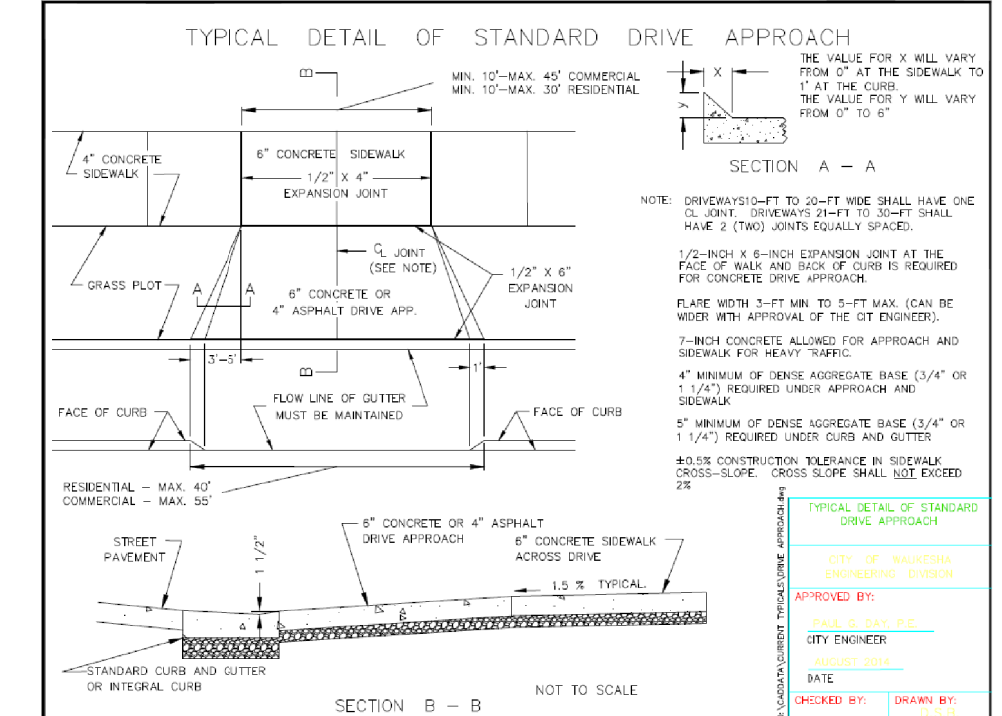 TYPICAL DETAIL OF STANDARD DRIVE APPROACH
B
MIN. 10'-MAX. 45' COMMERCIAL
MIN. 10'-MAX. 30' RESIDENTIAL
X
Y
THE VALUE FOR X WILL VARY
FROM 0" AT THE SIDEWALK TO
1' AT THE CURB.
THE VALUE FOR Y WILL VARY
FROM 0" TO 6"
SECTION A - A
4" CONCRETE
SIDEWALK
6" CONCRETE SIDEWALK
1/2" X 4"
EXPANSION JOINT
CL JOINT
(SEE NOTE)
GRASS PLOT
A
A
6" CONCRETE OR
4" ASPHALT DRIVE APP.
1/2" X 6"
EXPANSION
JOINT
3'-5'
B
1'
FLOW LINE OF GUTTER
MUST BE MAINTAINED
FACE OF CURB
FACE OF CURB
RESIDENTIAL - MAX. 40'
COMMERCIAL - MAX. 55'
NOTE: DRIVEWAYS10-FT TO 20-FT WIDE SHALL HAVE ONE
CL JOINT. DRIVEWAYS 21-FT TO 30-FT SHALL
HAVE 2 (TWO) JOINTS EQUALLY SPACED.
1/2-INCH X 6-INCH EXPANSION JOINT AT THE
FACE OF WALK AND BACK OF CURB IS REQUIRED
FOR CONCRETE DRIVE APPROACH.
FLARE WIDTH 3-FT MIN TO 5-FT MAX. (CAN BE
WIDER WITH APPROVAL OF THE CIT ENGINEER).
7-INCH CONCRETE ALLOWED FOR APPROACH AND
SIDEWALK FOR HEAVY TRAFFIC.
4" MINIMUM OF DENSE AGGREGATE BASE (3/4" OR
1 1/4") REQUIRED UNDER APPROACH AND
SIDEWALK
5" MINIMUM OF DENSE AGGREGATE BASE (3/4" OR
1 1/4") REQUIRED UNDER CURB AND GUTTER
±0.5% CONSTRUCTION TOLERANCE IN SIDEWALK
CROSS-SLOPE. CROSS SLOPE SHALL NOT EXCEED
2%
STREET
PAVEMENT
1 1/2"
6" CONCRETE OR 4" ASPHALT
DRIVE APPROACH
6" CONCRETE SIDEWALK
ACROSS DRIVE
1.5 % TYPICAL.
STANDARD CURB AND GUTTER
OR INTEGRAL CURB
SECTION B - B
NOT TO SCALE
\CADDATA\CURRENT TYPICALS\DRIVE APPROACH.dwg
TYPICAL DETAIL OF STANDARD
DRIVE APPROACH
CITY OF WAUKESHA
ENGINEERING DIVISION
APPROVED BY:
PAUL G. DAY, P.E.
CITY ENGINEER
AUGUST 2014
DATE
CHECKED BY:
DRAWN BY: